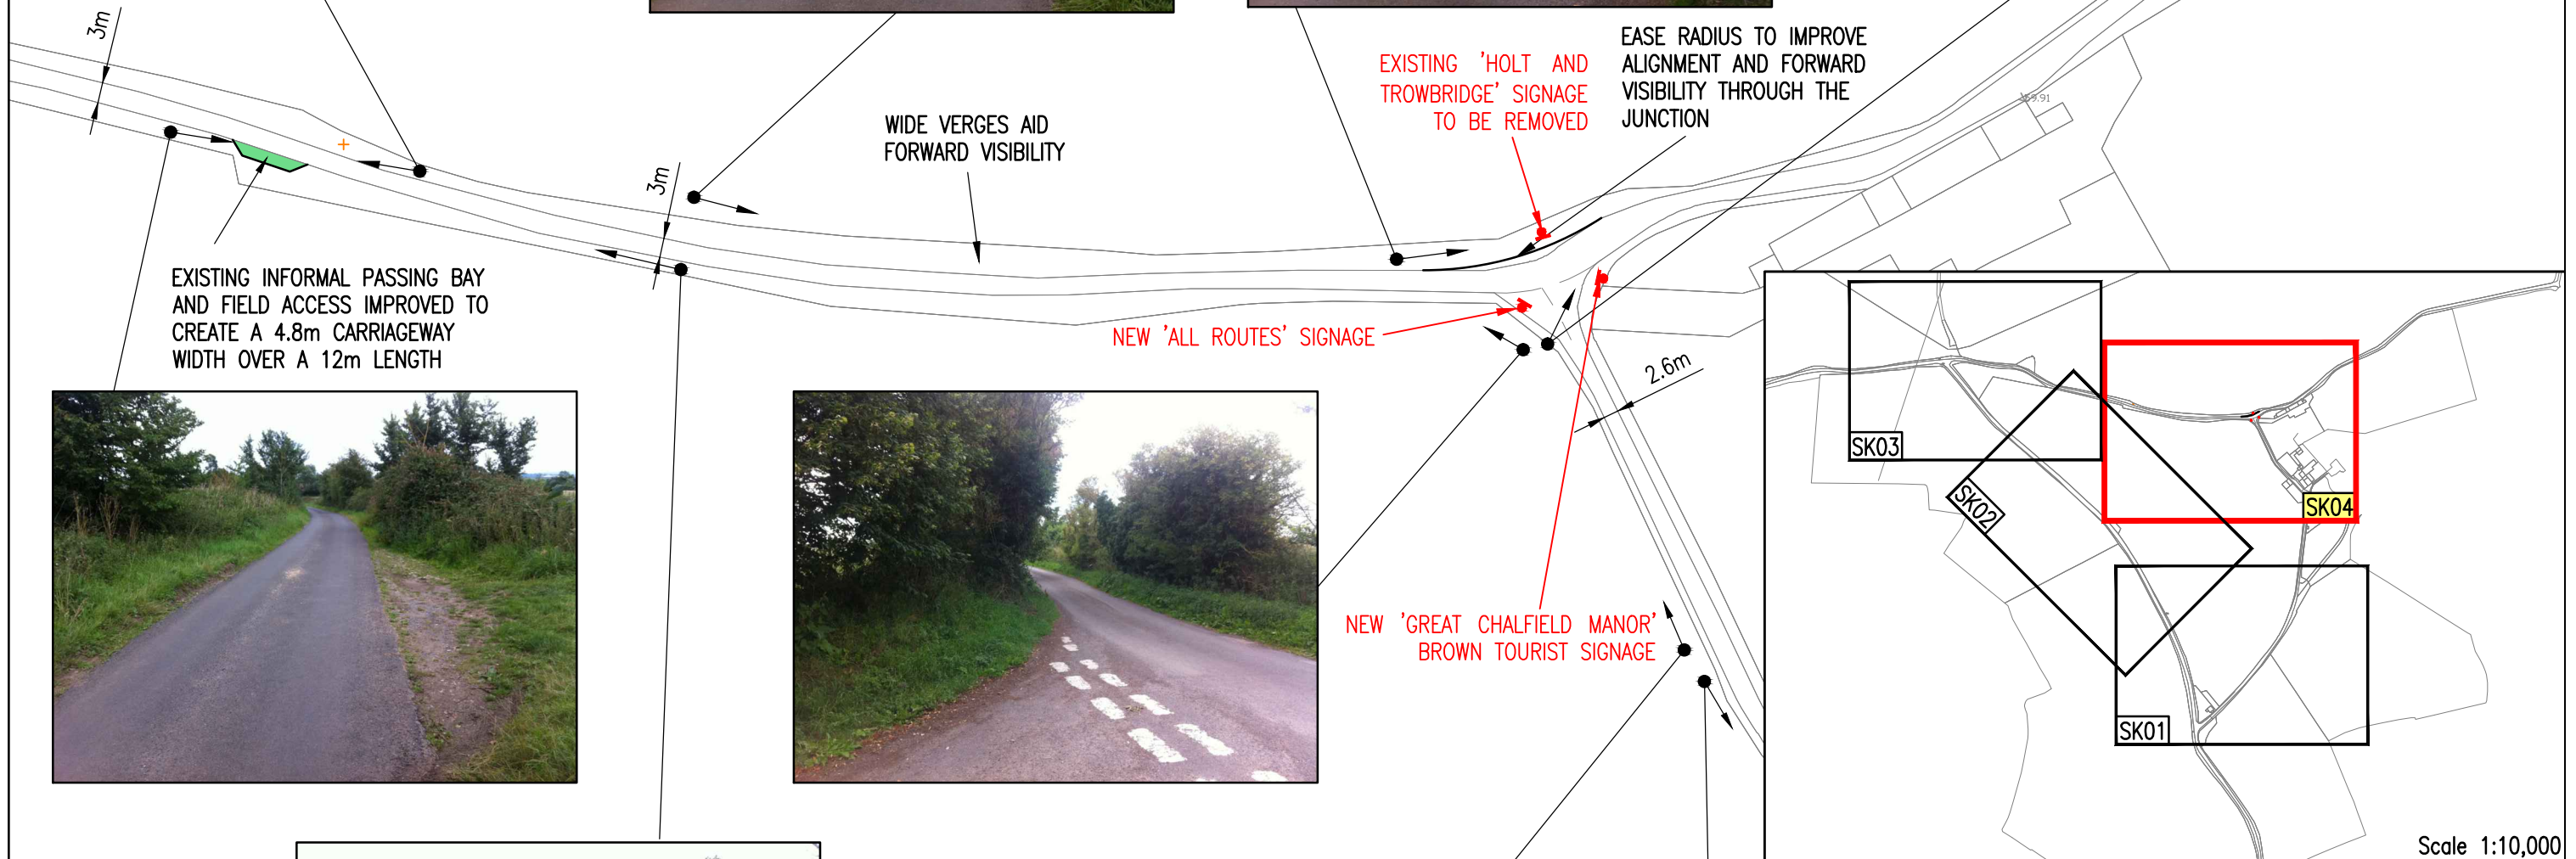 3m
EXISTING 'HOLT AND
TROWBRIDGE' SIGNAGE
TO BE REMOVED
EASE RADIUS TO IMPROVE
ALIGNMENT AND FORWARD
VISIBILITY THROUGH THE
JUNCTION
WIDE VERGES AID
FORWARD VISIBILITY
3m
EXISTING INFORMAL PASSING BAY
AND FIELD ACCESS IMPROVED TO
CREATE A 4.8m CARRIAGEWAY
WIDTH OVER A 12m LENGTH
NEW 'ALL ROUTES' SIGNAGE
2.6m
NEW 'GREAT CHALFIELD MANOR'
BROWN TOURIST SIGNAGE
SK03
SK02
SK04
SK01
Scale 1:10,000